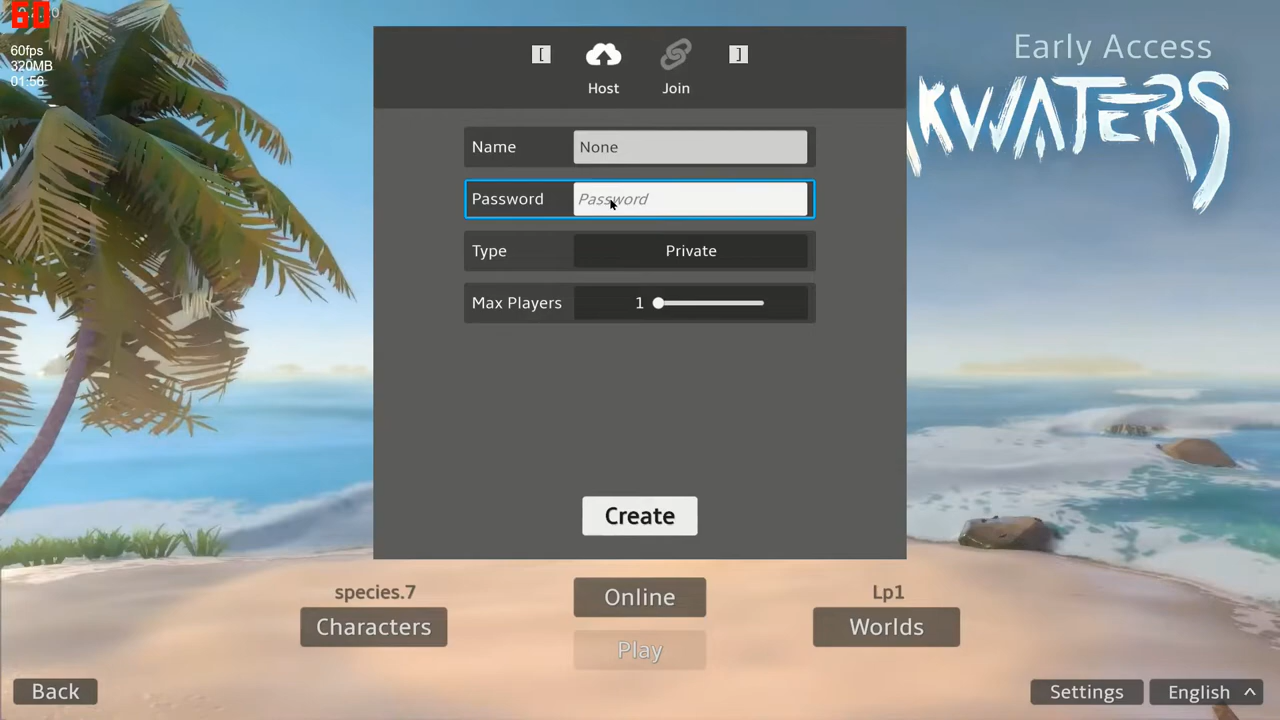 60
60fps
320MB
01:56
[
Host
Join
]
Early Access
KWATERS
Name
None
Password
Password
Type
Private
Max Players
1
Create
species.7
Characters
Online
Play
Lp1
Worlds
Back
Settings
English